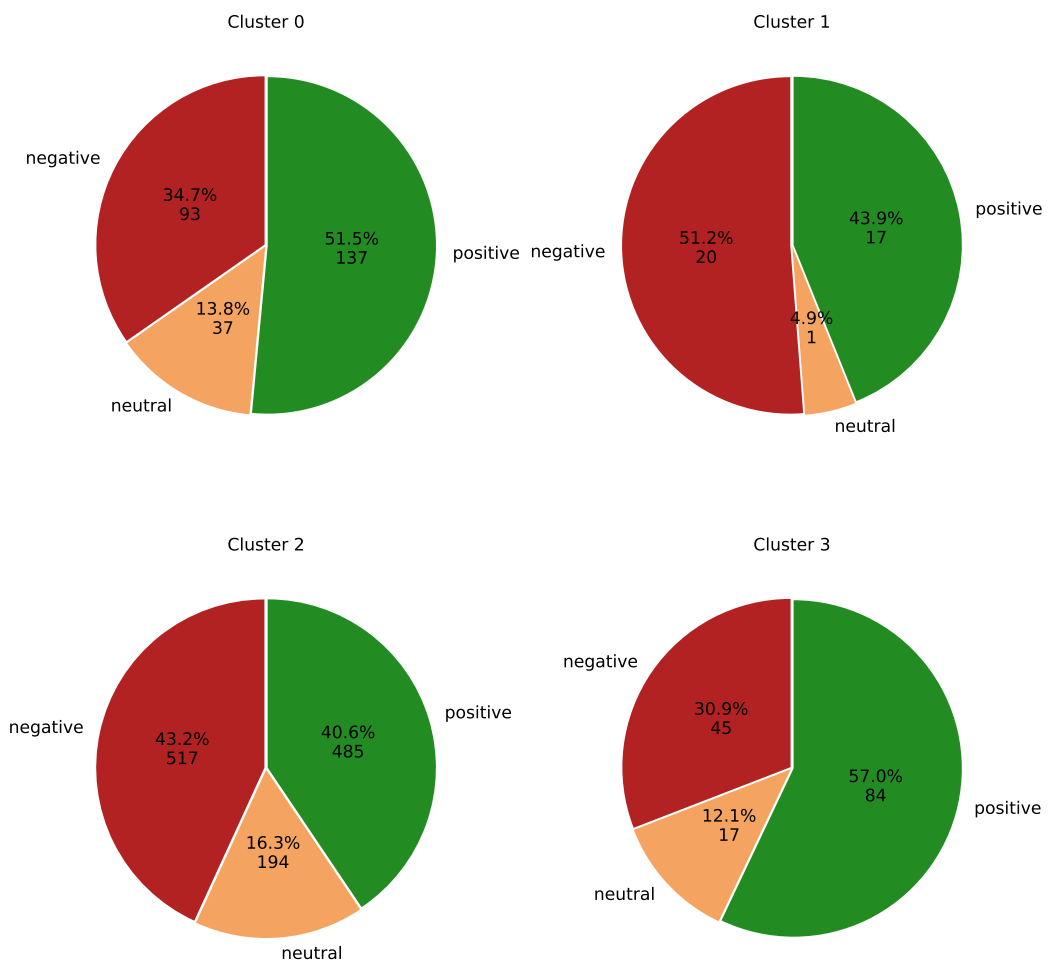 Cluster 0
negative
34.7%
93
51.5%
137
positive
13.8%
37
neutral
Cluster 1
positive
43.9%
17
negative
51.2%
20
4.9%
1
neutral
Cluster 2
positive
40.6%
485
negative
43.2%
517
16.3%
194
neutral
Cluster 3
negative
30.9%
45
57.0%
84
positive
12.1%
17
neutral